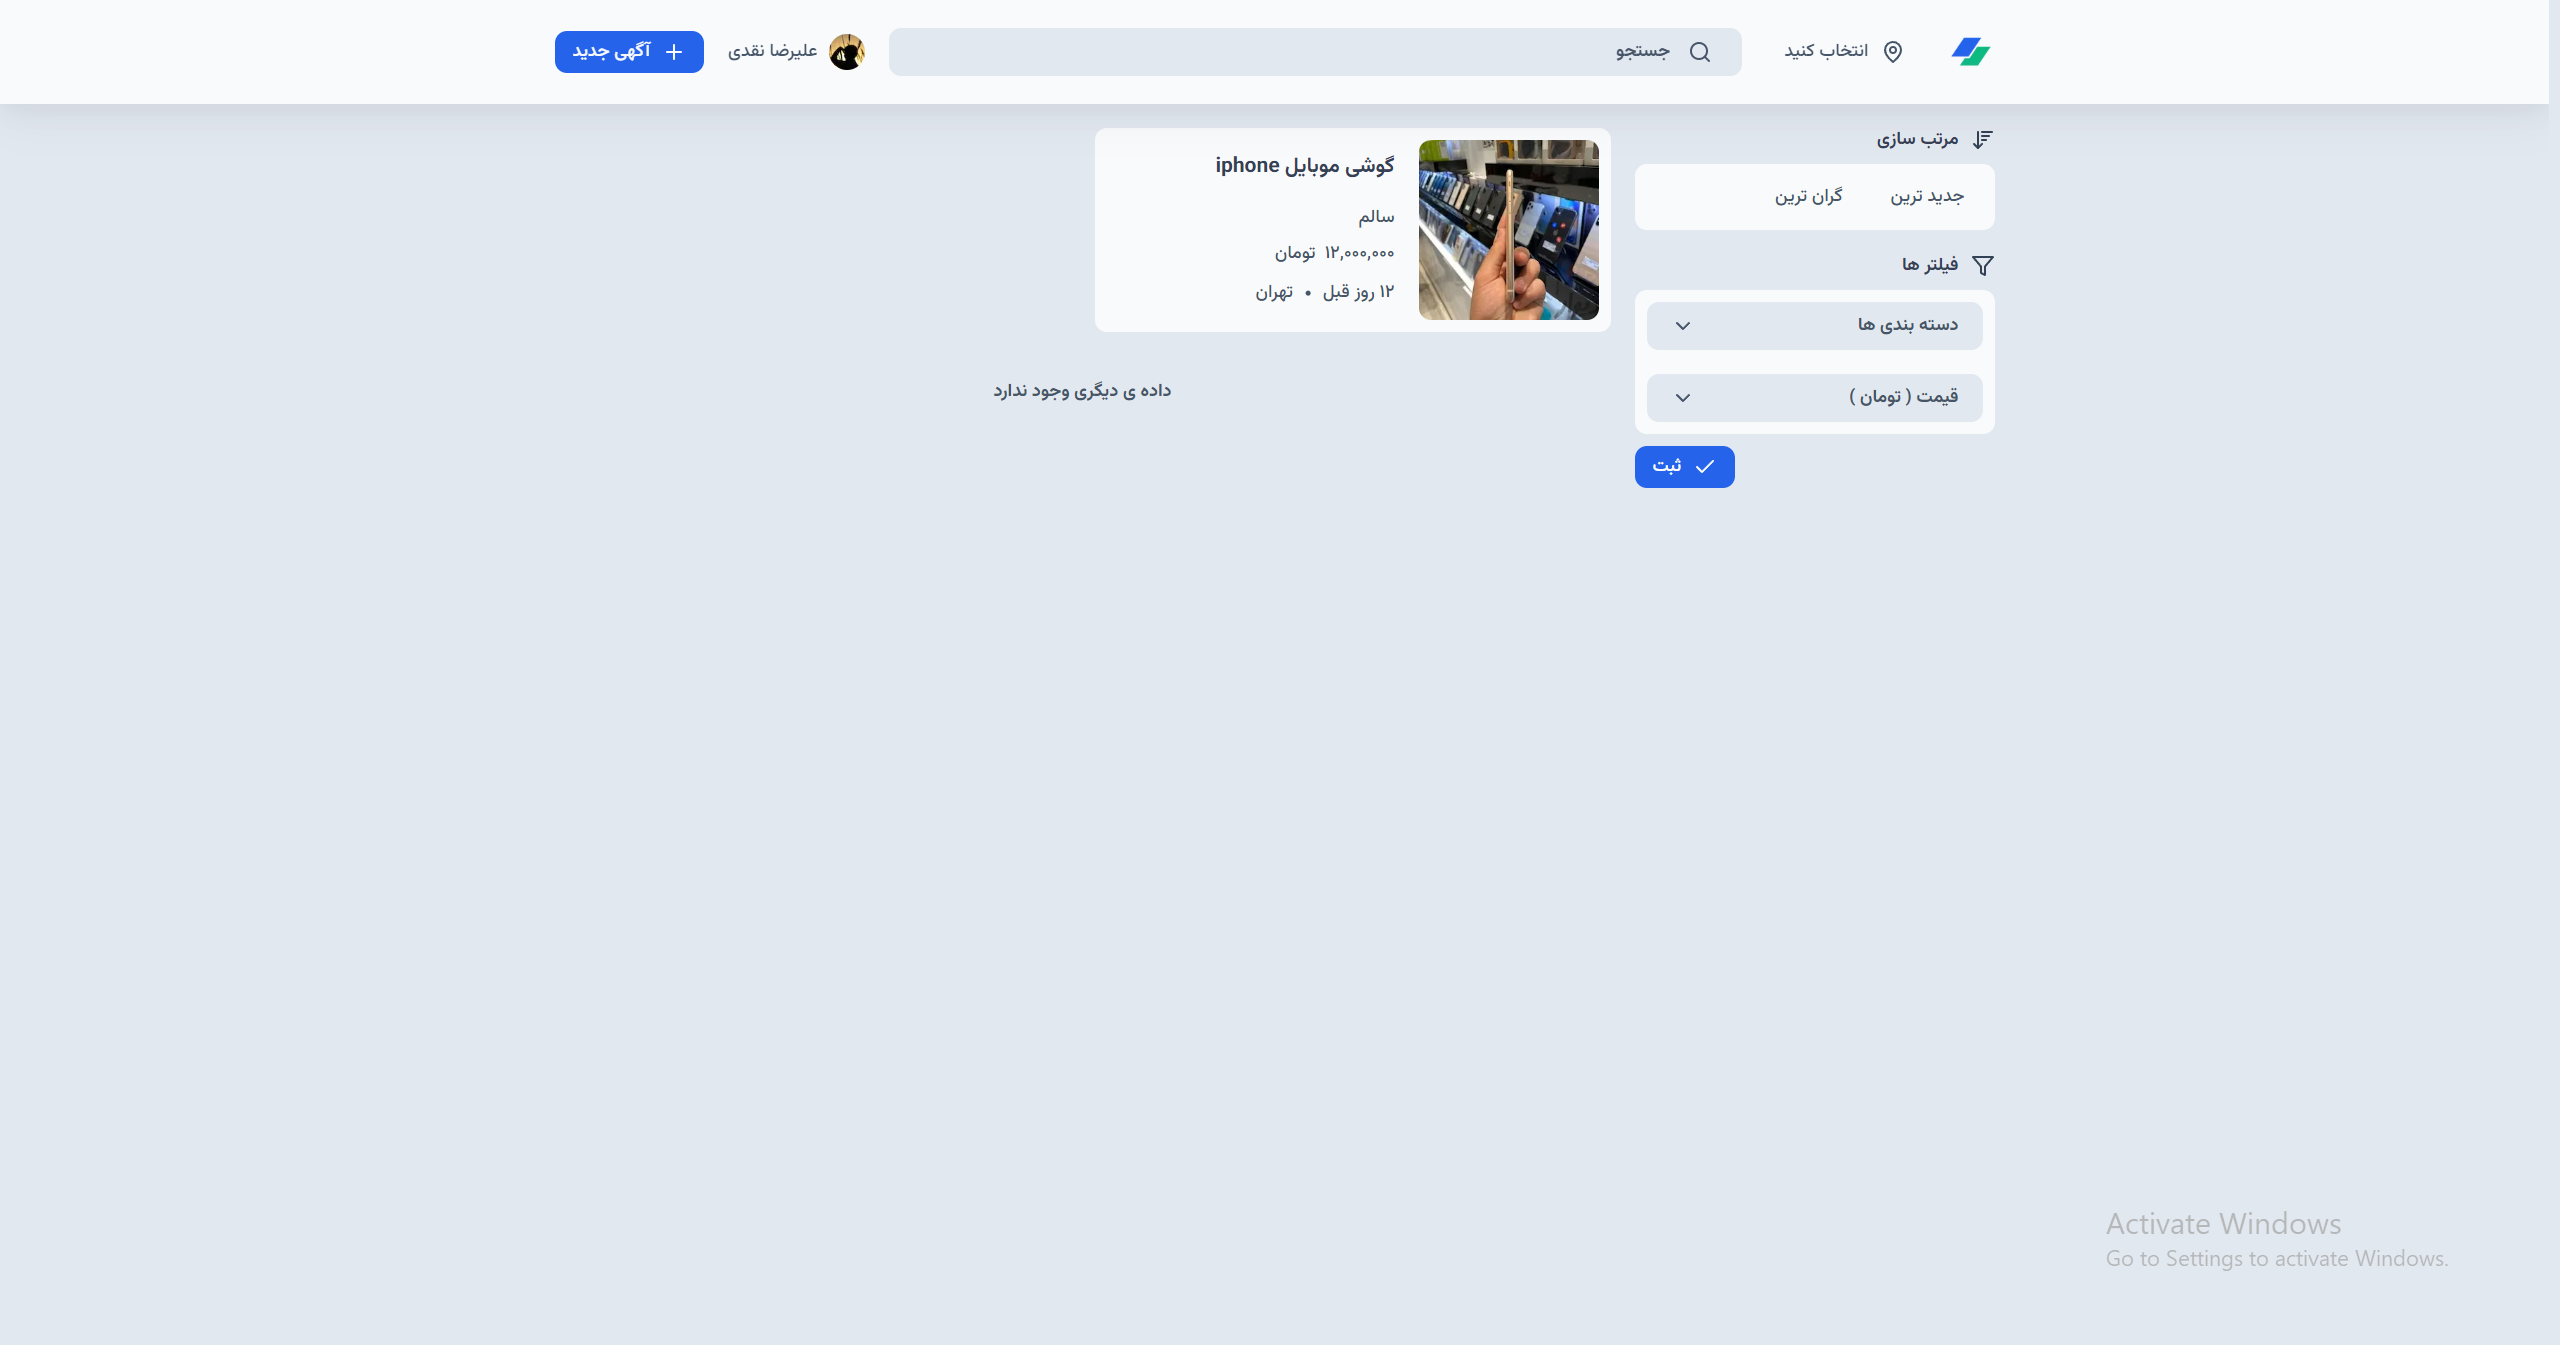 انتخاب کنید
جستجو
علیرضا نقدی
آگهی جدید
مرتب سازی
جدید ترین
گران ترین
فیلتر ها
دسته بندی ها
قیمت ( تومان )
ثبت
گوشی موبایل iphone
سالم
۱۲,۰۰۰,۰۰۰ تومان
۱۲ روز قبل • تهران
داده ی دیگری وجود ندارد
Activate Windows
Go to Settings to activate Windows.